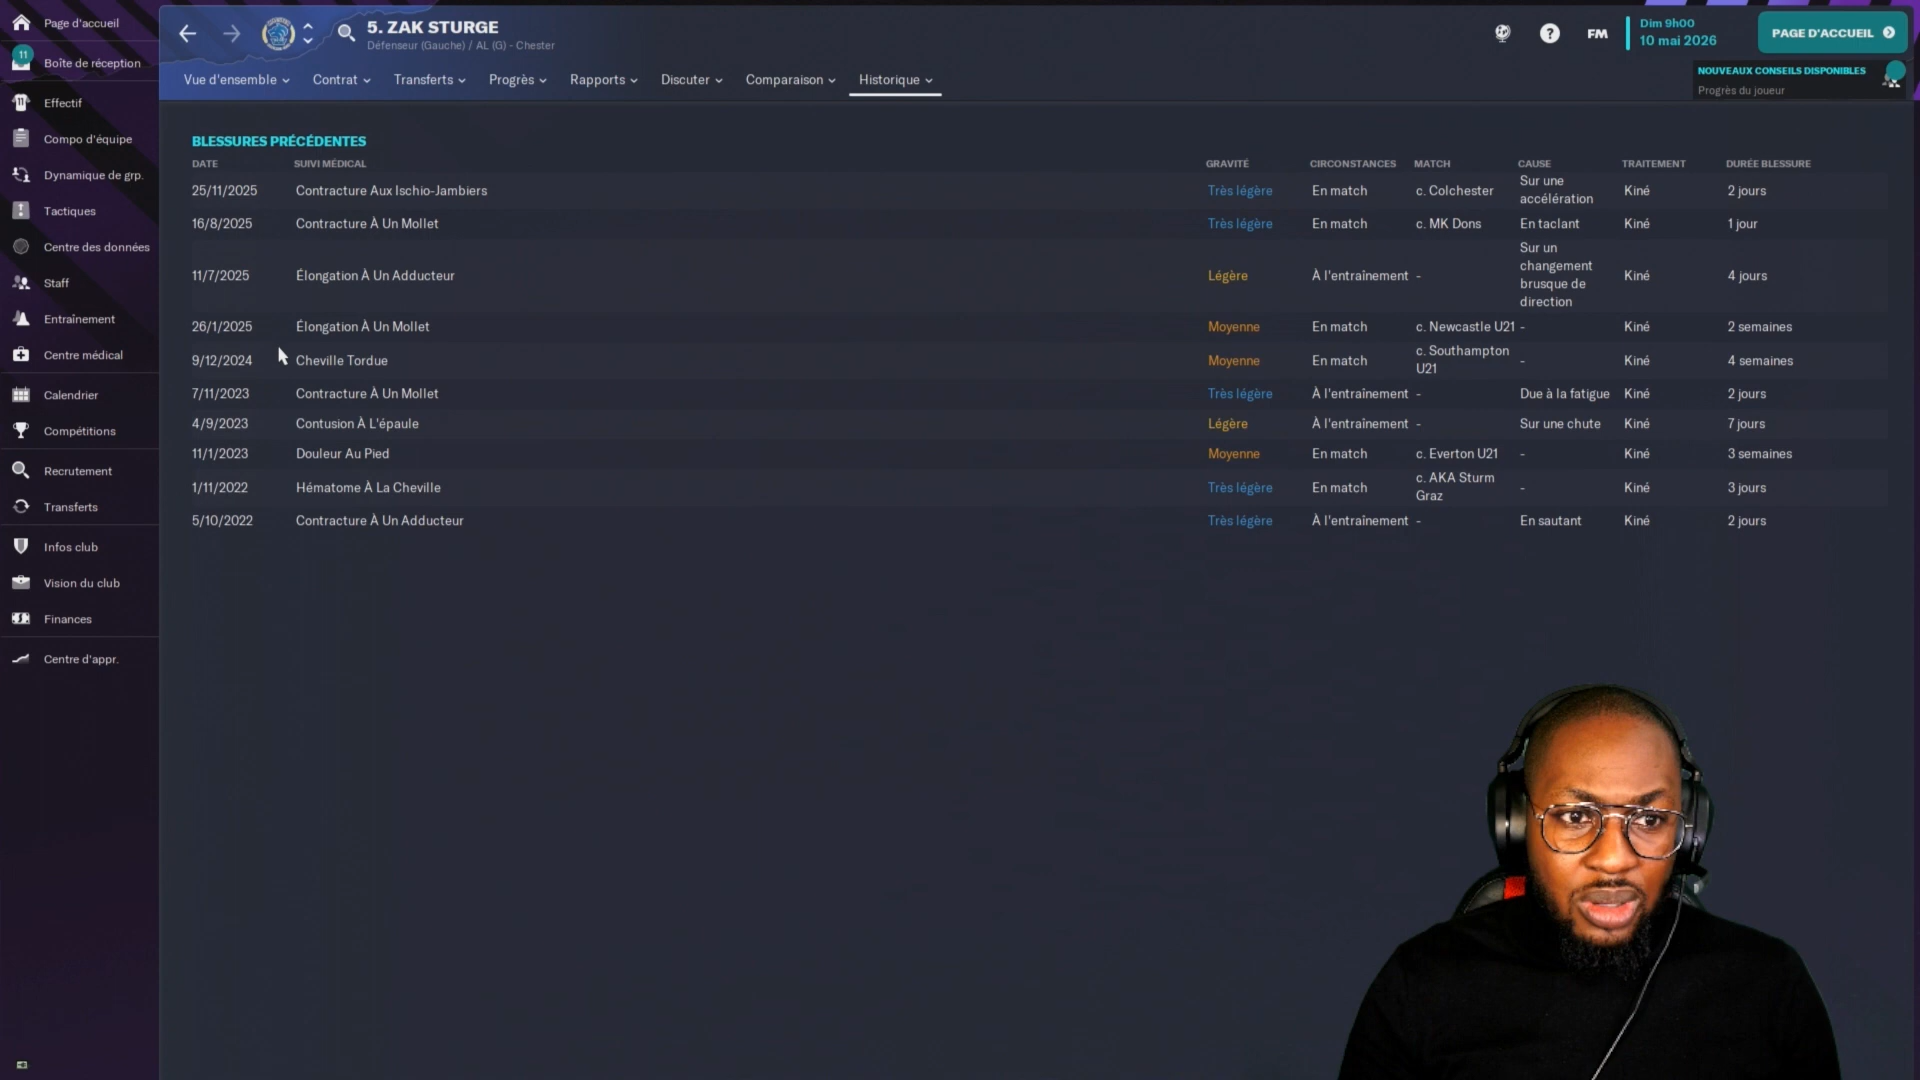 Page d'accueil
11
Boîte de réception
Effectif
Compo d'équipe
Dynamique de grp.
Tactiques
Centre des données
Staff
Entraînement
Centre médical
Calendrier
Compétitions
Recrutement
Transferts
Infos club
Vision du club
Finances
Centre d'appr.
5. ZAK STURGE
Défenseur (Gauche) / AL (G) - Chester
FM
Dim 9h00
10 mai 2026
PAGE D'ACCUEIL
Vue d'ensemble Contrat Transferts Progrès Rapports Discuter Comparaison Historique
NOUVEAUX CONSEILS DISPONIBLES
Progrès du joueur
BLESSURES PRÉCÉDENTES
DATE SUIVI MÉDICAL GRAVITÉ CIRCONSTANCES MATCH CAUSE TRAITEMENT DURÉE BLESSURE
25/11/2025 Contracture Aux Ischio-Jambiers Très légère En match c. Colchester Sur une accélération Kiné 2 jours
16/8/2025 Contracture À Un Mollet Très légère En match c. MK Dons En taclant Kiné 1 jour
11/7/2025 Élongation À Un Adducteur Légère À l'entraînement - Sur un changement brusque de direction Kiné 4 jours
26/1/2025 Élongation À Un Mollet Moyenne En match c. Newcastle U21 - Kiné 2 semaines
9/12/2024 Cheville Tordue Moyenne En match c. Southampton U21 - Kiné 4 semaines
7/11/2023 Contracture À Un Mollet Très légère À l'entraînement - Due à la fatigue Kiné 2 jours
4/9/2023 Contusion À L'épaule Légère À l'entraînement - Sur une chute Kiné 7 jours
11/1/2023 Douleur Au Pied Moyenne En match c. Everton U21 - Kiné 3 semaines
1/11/2022 Hématome À La Cheville Très légère En match c. AKA Sturm Graz - Kiné 3 jours
5/10/2022 Contracture À Un Adducteur Très légère À l'entraînement - En sautant Kiné 2 jours